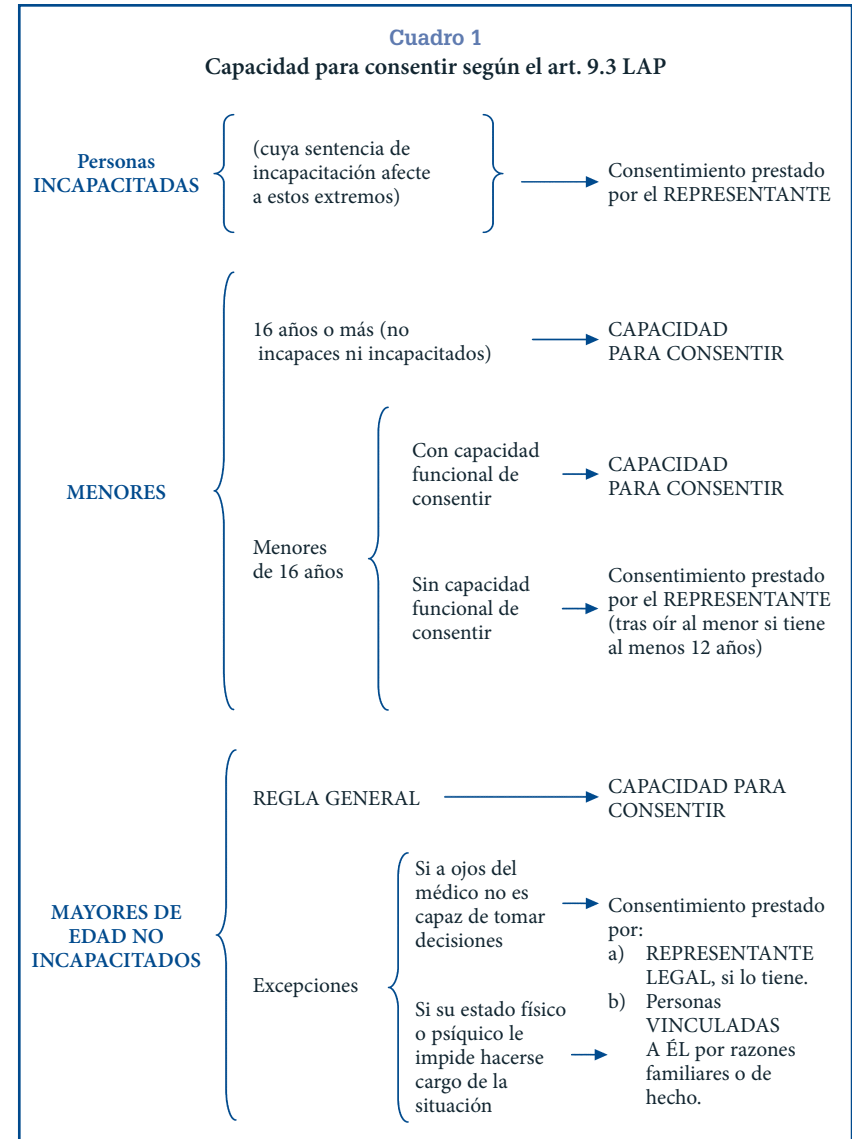 Cuadro 1
Capacidad para consentir según el art. 9.3 LAP
Personas
INCAPACITADAS
(cuya sentencia de
incapacitación afecte
a estos extremos)
Consentimiento prestado
por el REPRESENTANTE
MENORES
16 años o más (no
incapaces ni incapacitados)
CAPACIDAD
PARA CONSENTIR
Menores
de 16 años
Con capacidad
funcional de
consentir
CAPACIDAD
PARA CONSENTIR
Sin capacidad
funcional de
consentir
Consentimiento prestado
por el REPRESENTANTE
(tras oír al menor si tiene
al menos 12 años)
MAYORES DE
EDAD NO
INCAPACITADOS
REGLA GENERAL
CAPACIDAD PARA
CONSENTIR
Excepciones
Si a ojos del
médico no es
capaz de tomar
decisiones
Si su estado físico
o psíquico le
impide hacerse
cargo de la
situación
Consentimiento prestado
por:
a) REPRESENTANTE
LEGAL, si lo tiene.
b) Personas
VINCULADAS
A ÉL por razones
familiares o de
hecho.